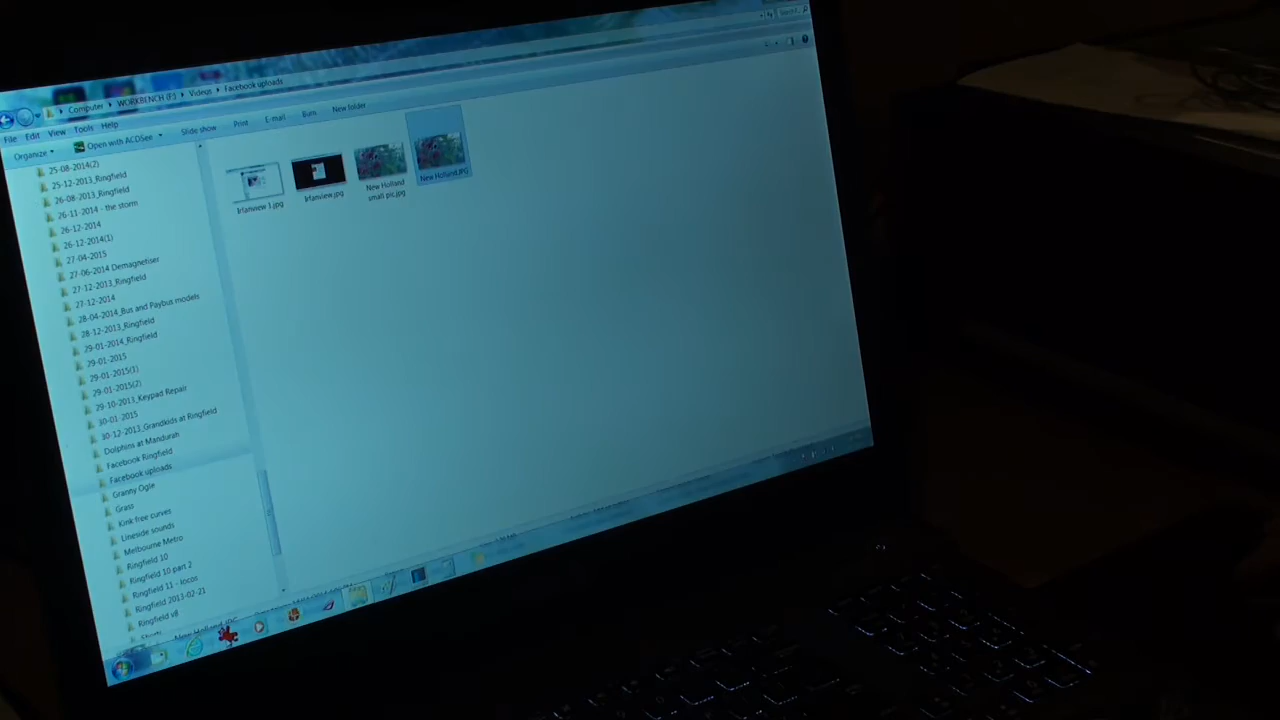 Computer ▸ WORKBENCH (F:) ▸ Videos ▸ Facebook uploads
File Edit View Tools Help
Organize Open with ACDSee Slide show Print E-mail Burn New folder
25-08-2014(2)
25-12-2013_Ringfield
26-08-2013_Ringfield
26-11-2014 - the storm
26-12-2014
26-12-2014(1)
27-04-2015
27-06-2014 Demagnetiser
27-12-2013_Ringfield
27-12-2014
28-04-2014_Bus and Paybus models
28-12-2013_Ringfield
29-01-2014_Ringfield
29-01-2015
29-01-2015(1)
29-01-2015(2)
29-10-2013_Keypad Repair
30-01-2015
30-12-2013_Grandkids at Ringfield
Dolphins at Mandurah
Facebook Ringfield
Facebook uploads
Granny Ogle
Grass
Kink free curves
Lineside sounds
Melbourne Metro
Ringfield 10
Ringfield 10 part 2
Ringfield 11 - locos
Ringfield 2013-02-21
Ringfield v8
Irfanview 1.jpg
Irfanview.jpg
New Holland
small pic.jpg
New Holland.JPG
New Holland.JPG